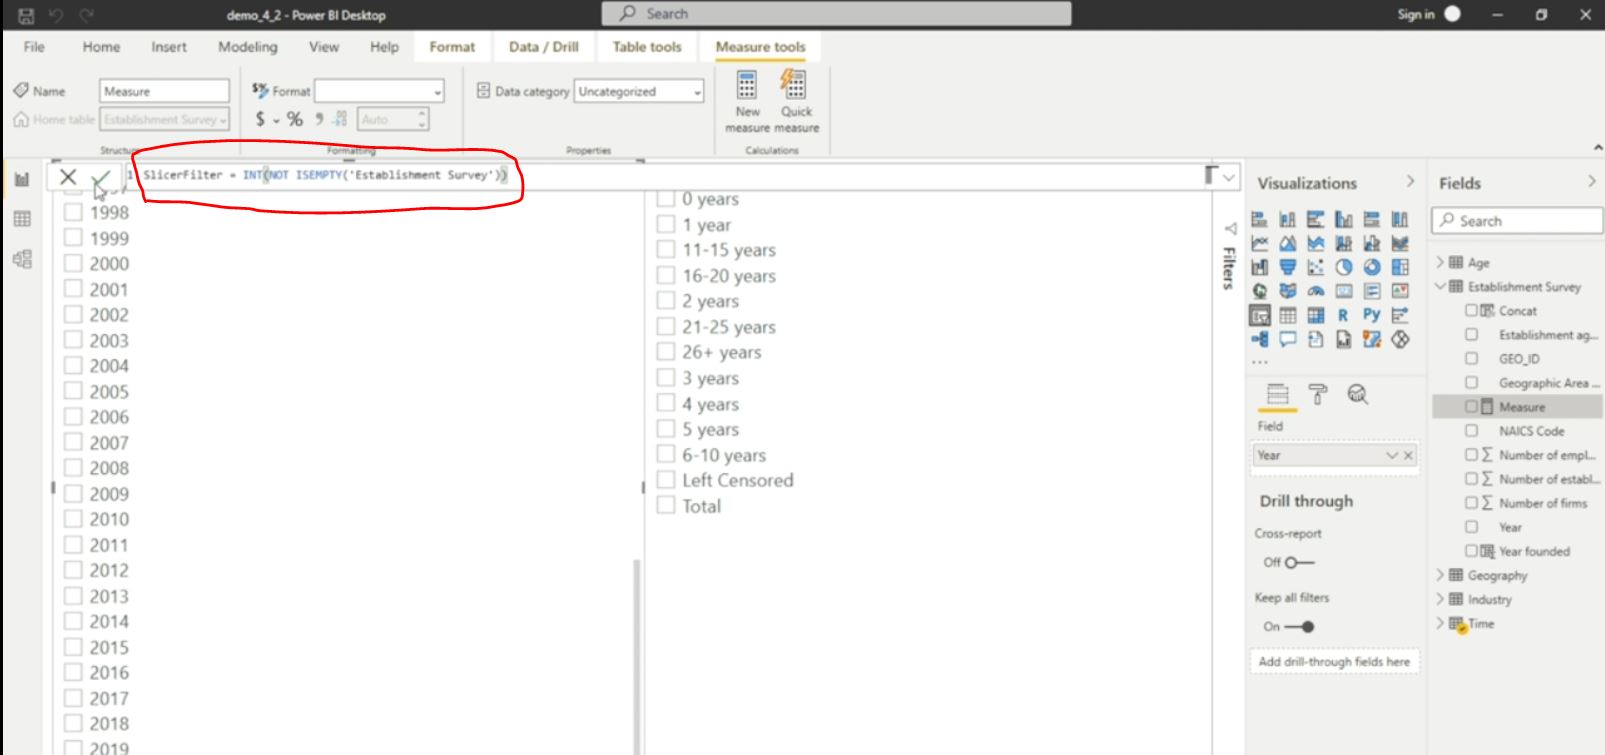 demo_4_2 - Power BI Desktop
Search
Sign in
File Home Insert Modeling View Help Format Data / Drill Table tools Measure tools
Name Measure
Home table Establishment Survey
Structure
$% Format
$ % 9 .00 Auto
Formatting
Data category Uncategorized
Properties
New measure
Quick measure
Calculations
1 SlicerFilter = INT(NOT ISEMPTY('Establishment Survey'))
1998
1999
2000
2001
2002
2003
2004
2005
2006
2007
2008
2009
2010
2011
2012
2013
2014
2015
2016
2017
2018
2019
0 years
1 year
11-15 years
16-20 years
2 years
21-25 years
26+ years
3 years
4 years
5 years
6-10 years
Left Censored
Total
Filters
Visualizations
R Py
...
Field
Year
Drill through
Cross-report
Off
Keep all filters
On
Add drill-through fields here
Fields
Search
Age
Establishment Survey
Concat
Establishment ag...
GEO_ID
Geographic Area ...
Measure
NAICS Code
Number of empl...
Number of establ...
Number of firms
Year
Year founded
Geography
Industry
Time